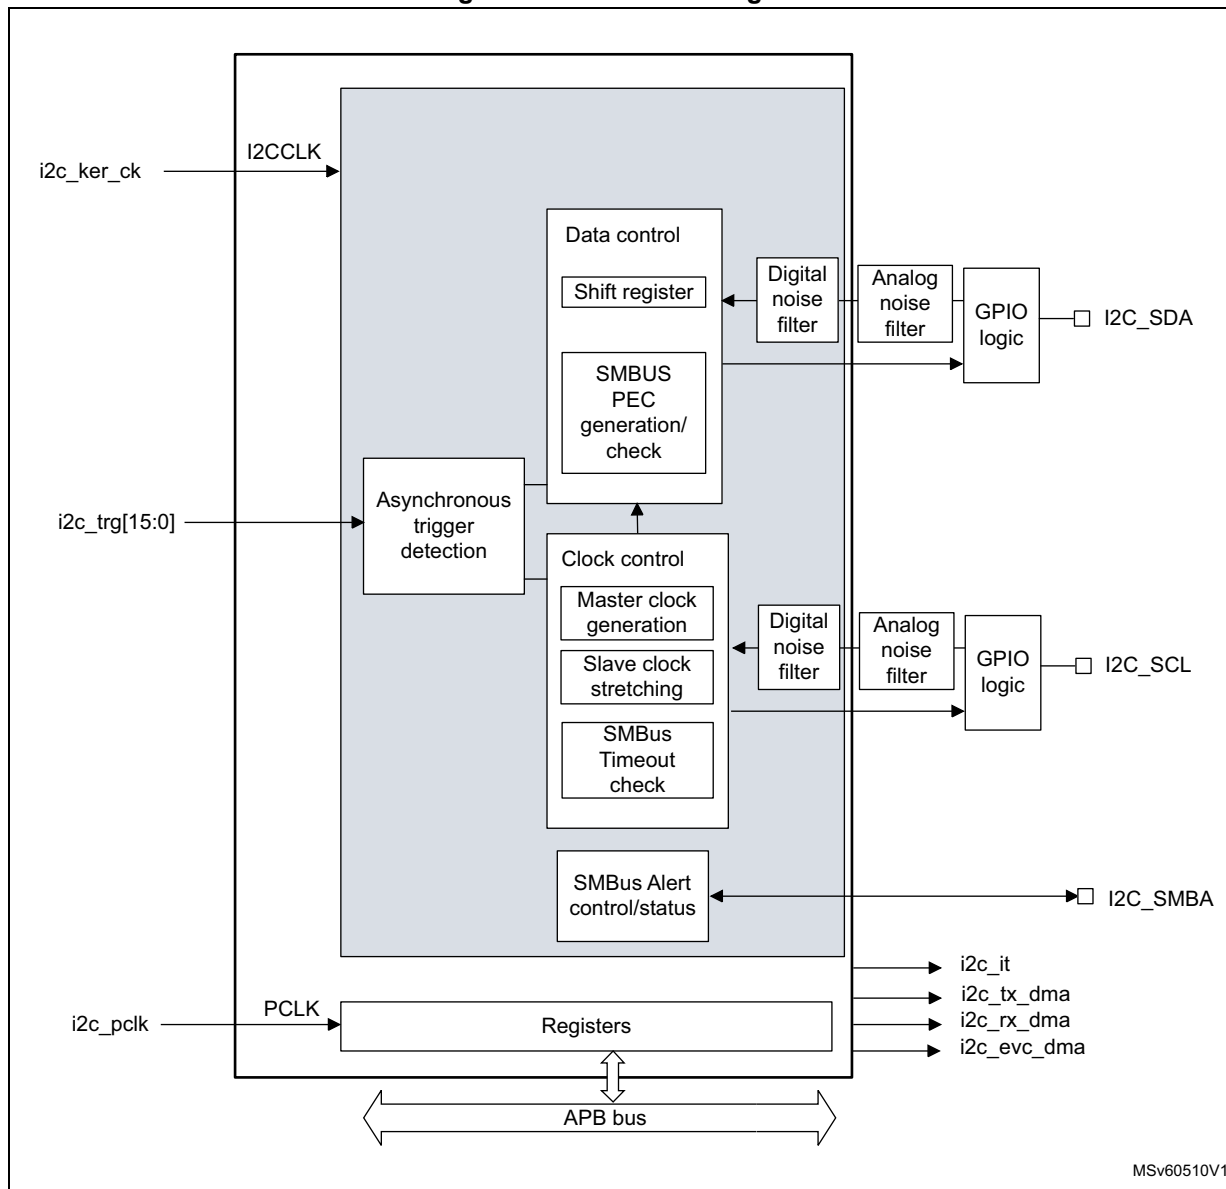 I2CCLK
i2c_ker_ck
Data control
Shift register
SMBUS
PEC
generation/
check
Digital
noise
filter
Analog
noise
filter
GPIO
logic
I2C_SDA
i2c_trg[15:0]
Asynchronous
trigger
detection
Clock control
Master clock
generation
Slave clock
stretching
SMBus
Timeout
check
Digital
noise
filter
Analog
noise
filter
GPIO
logic
I2C_SCL
SMBus Alert
control/status
I2C_SMBA
i2c_it
i2c_tx_dma
i2c_rx_dma
i2c_evc_dma
i2c_pclk
PCLK
Registers
APB bus
MSv60510V1